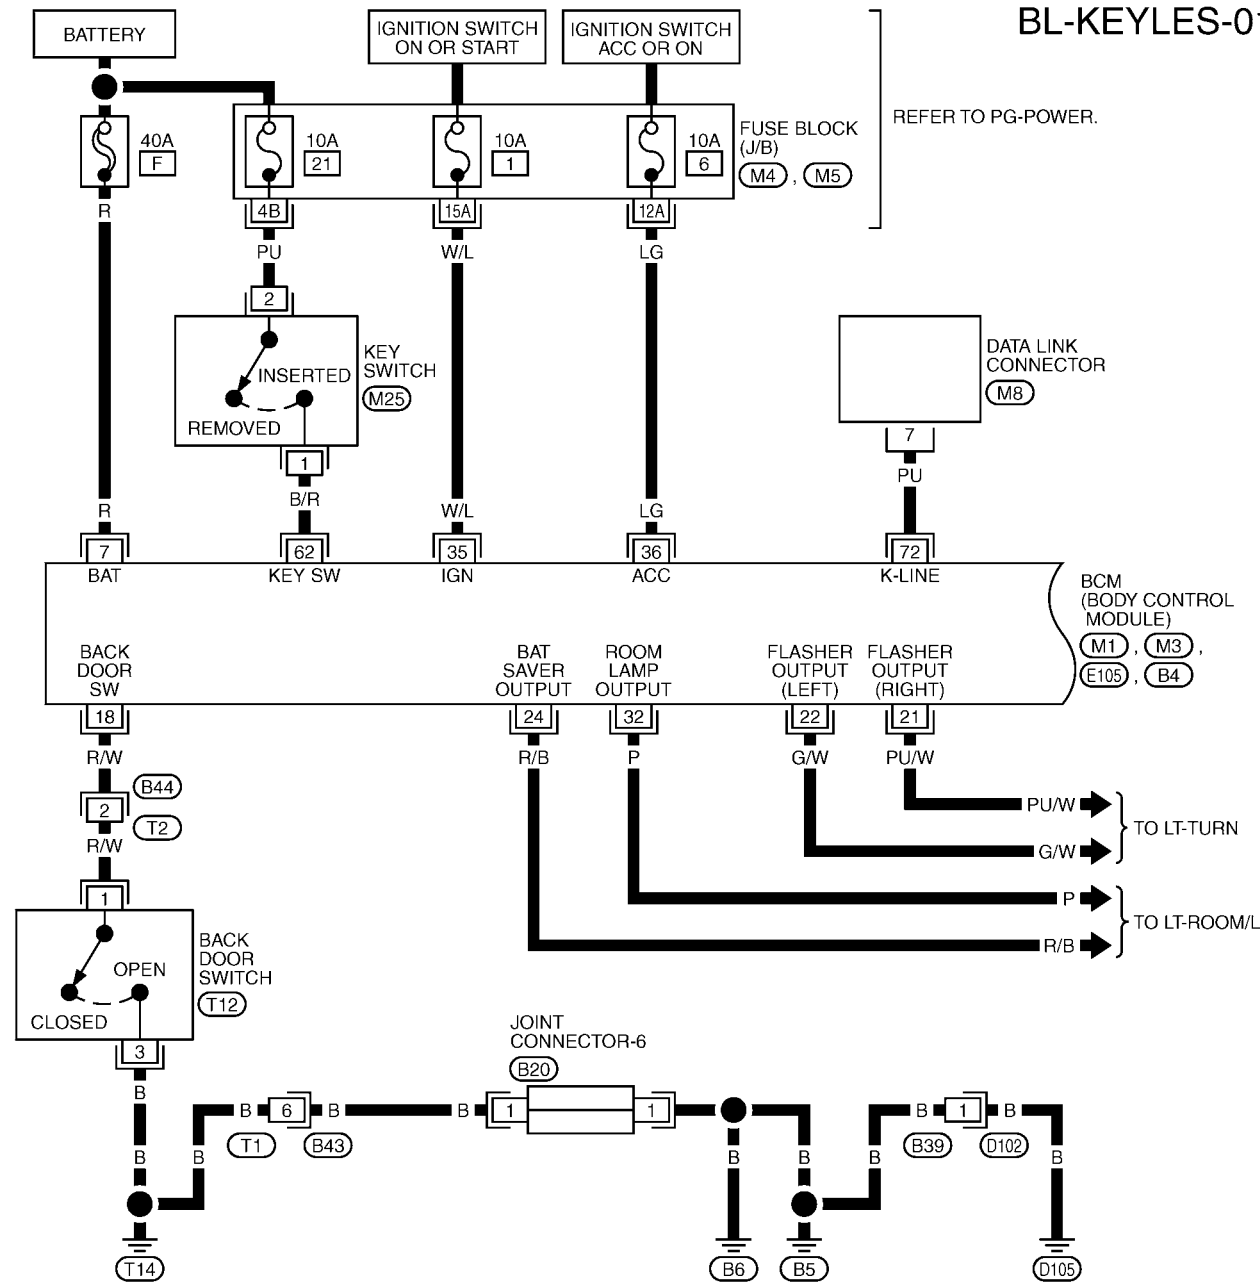 BL-KEYLES-01
BATTERY
IGNITION SWITCH
ON OR START
IGNITION SWITCH
ACC OR ON
REFER TO PG-POWER.
40A
F
10A
21
10A
1
10A
6
FUSE BLOCK
(J/B)
M4 , M5
R
4B
15A
12A
PU
W/L
LG
2
KEY
SWITCH
M25
INSERTED
REMOVED
1
B/R
DATA LINK
CONNECTOR
M8
7
PU
R
W/L
LG
7
62
35
36
72
BAT
KEY SW
IGN
ACC
K-LINE
BCM
(BODY CONTROL
MODULE)
M1 , M3 ,
E105 , B4
BACK
DOOR
SW
BAT
SAVER
OUTPUT
ROOM
LAMP
OUTPUT
FLASHER
OUTPUT
(LEFT)
FLASHER
OUTPUT
(RIGHT)
18
24
32
22
21
R/W
R/B
P
G/W
PU/W
B44
2
T2
R/W
PU/W
G/W
TO LT-TURN
P
R/B
TO LT-ROOM/L
1
BACK
DOOR
SWITCH
T12
OPEN
CLOSED
3
JOINT
CONNECTOR-6
B20
B
B
6
B
B
1
1
B
1
B
T1
B43
B39
D102
B
B
B
B
B
B
T14
B6
B5
D105